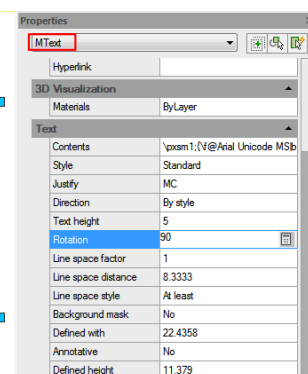 Properties
MText
Hyperlink
3D Visualization
Materials ByLayer
Text
Contents \pxsm1;{\f@Arial Unicode MS|b
Style Standard
Justify MC
Direction By style
Text height 5
Rotation 90
Line space factor 1
Line space distance 8.3333
Line space style At least
Background mask No
Defined with 22.4358
Annotative No
Defined height 11.379